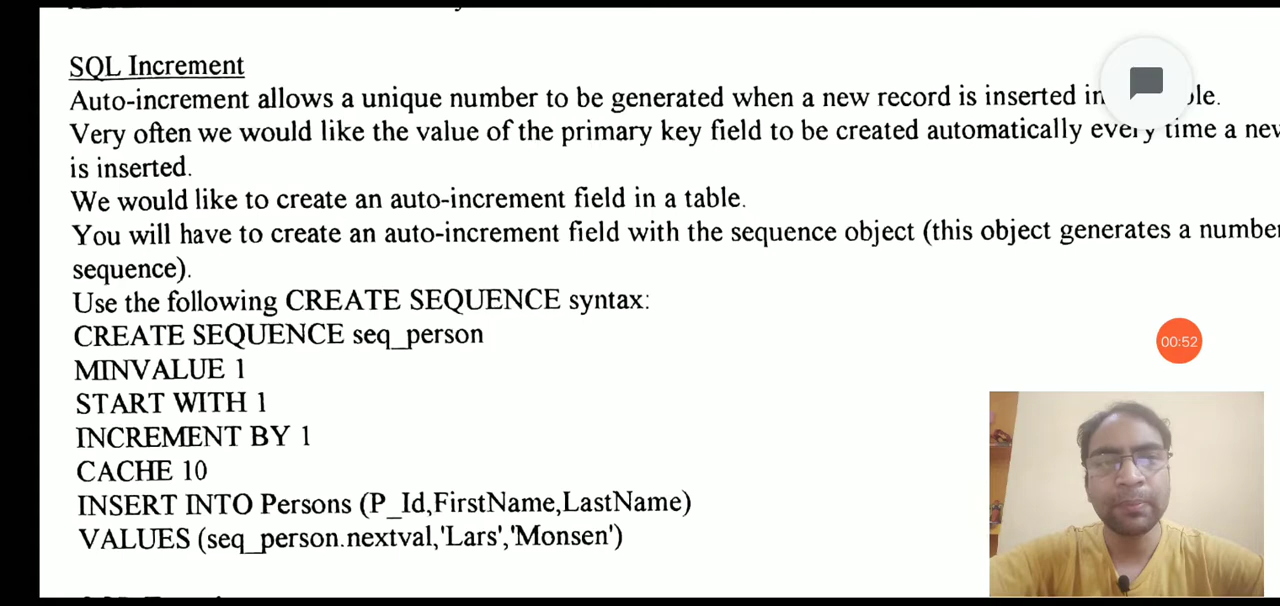 SQL Increment
Auto-increment allows a unique number to be generated when a new record is inserted in
Very often we would like the value of the primary key field to be created automatically every time a new
is inserted.
We would like to create an auto-increment field in a table.
You will have to create an auto-increment field with the sequence object (this object generates a number
sequence).
Use the following CREATE SEQUENCE syntax:
CREATE SEQUENCE seq_person
MINVALUE 1
START WITH 1
INCREMENT BY 1
CACHE 10
INSERT INTO Persons (P_Id,FirstName,LastName)
VALUES (seq_person.nextval,'Lars','Monsen')
00:52